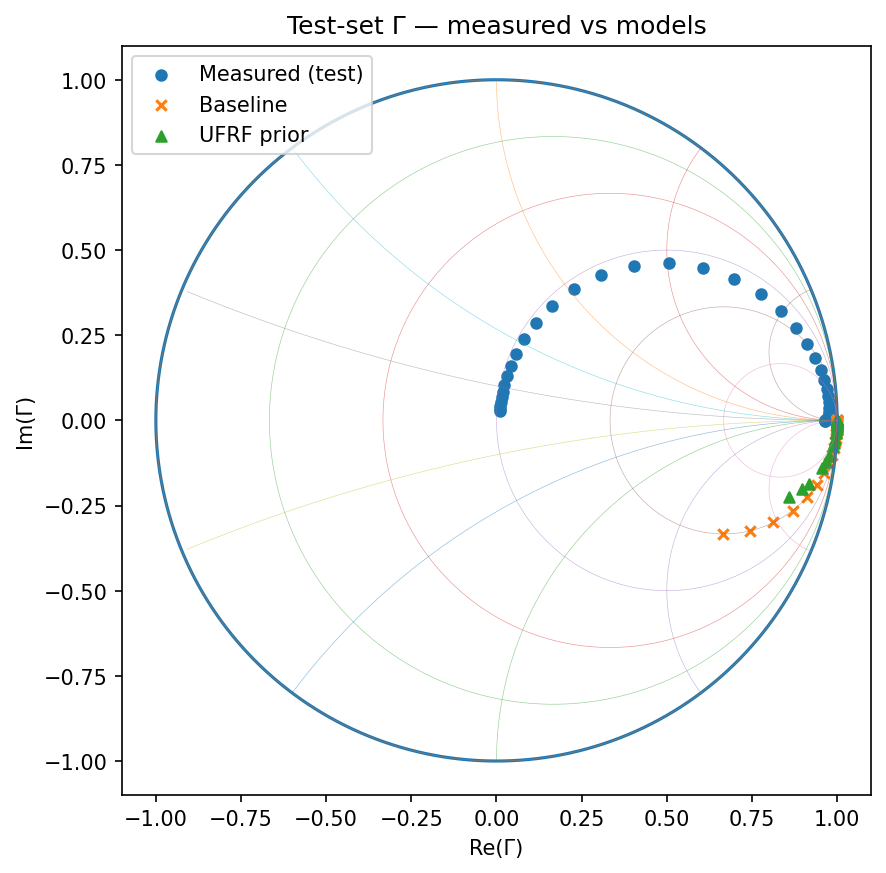 Test-set Γ — measured vs models
Measured (test)
Baseline
UFRF prior
1.00
0.75
0.50
0.25
0.00
−0.25
−0.50
−0.75
−1.00
Im(Γ)
−1.00 −0.75 −0.50 −0.25 0.00 0.25 0.50 0.75 1.00
Re(Γ)